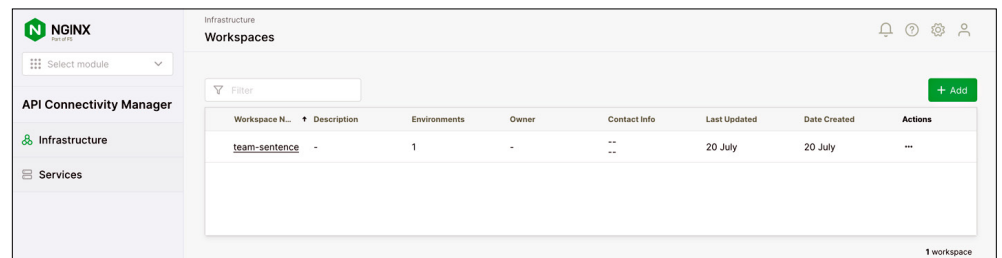 NGINX
Part of F5
Select module
API Connectivity Manager
Infrastructure
Services
Infrastructure
Workspaces
Filter
+ Add
Workspace N... ↑ Description Environments Owner Contact Info Last Updated Date Created Actions
team-sentence - 1 - -- 20 July 20 July ...
--
1 workspace